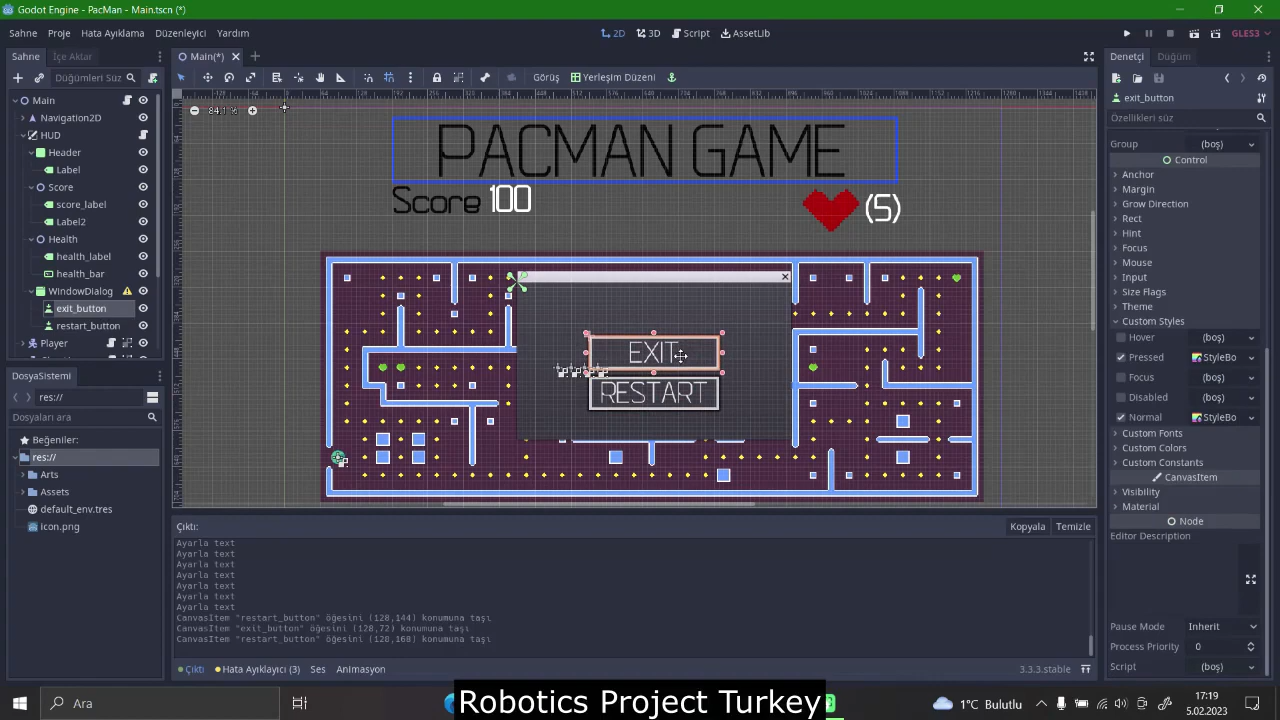 Godot Engine - PacMan - Main.tscn (*)
Sahne Proje Hata Ayıklama Düzenleyici Yardım
2D 3D Script AssetLib
GLES3
Sahne İçe Aktar
Main(*)
Denetçi Düğüm
Düğümleri Süz
Görüş Yerleşim Düzeni
84.1 %
exit_button
Özellikleri süz
Main
Navigation2D
HUD
Header
Label
Score
score_label
Label2
Health
health_label
health_bar
WindowDialog
exit_button
restart_button
Player
DosyaSistemi
res://
Dosyaları ara
Beğeniler:
res://
Arts
Assets
default_env.tres
icon.png
PACMAN GAME
Score 100
(5)
EXIT
RESTART
Group (boş)
Control
Anchor
Margin
Grow Direction
Rect
Hint
Focus
Mouse
Input
Size Flags
Theme
Custom Styles
Hover (boş)
Pressed StyleBo
Focus (boş)
Disabled (boş)
Normal StyleBo
Custom Fonts
Custom Colors
Custom Constants
CanvasItem
Visibility
Material
Node
Editor Description
Pause Mode Inherit
Process Priority 0
Script (boş)
Çıktı:
Kopyala Temizle
Ayarla text
Ayarla text
Ayarla text
Ayarla text
Ayarla text
Ayarla text
Ayarla text
CanvasItem "restart_button" öğesini (128,144) konumuna taşı
CanvasItem "exit_button" öğesini (128,72) konumuna taşı
CanvasItem "restart_button" öğesini (128,168) konumuna taşı
Çıktı Hata Ayıklayıcı (3) Ses Animasyon
3.3.3.stable
Ara
Robotics Project Turkey
1°C Bulutlu
17:19
5.02.2023